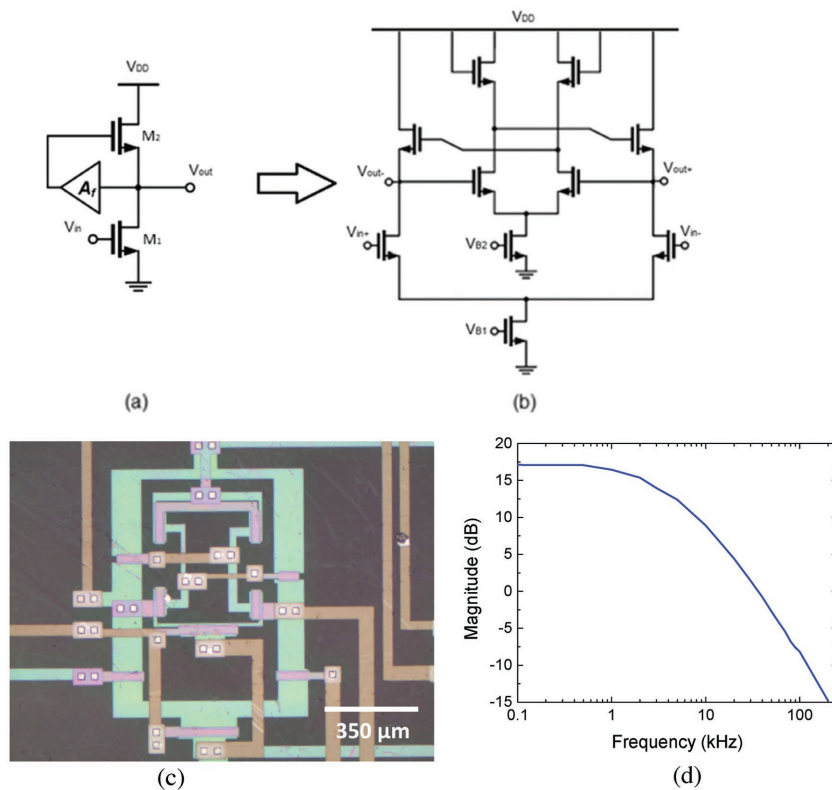 VDD
M2
Af
Vout
Vin
M1
(a)
VDD
Vout-
Vout+
Vin+
VB2
Vin-
VB1
(b)
350 µm
(c)
20
15
10
5
0
-5
-10
-15
Magnitude (dB)
0.1
1
10
100
Frequency (kHz)
(d)